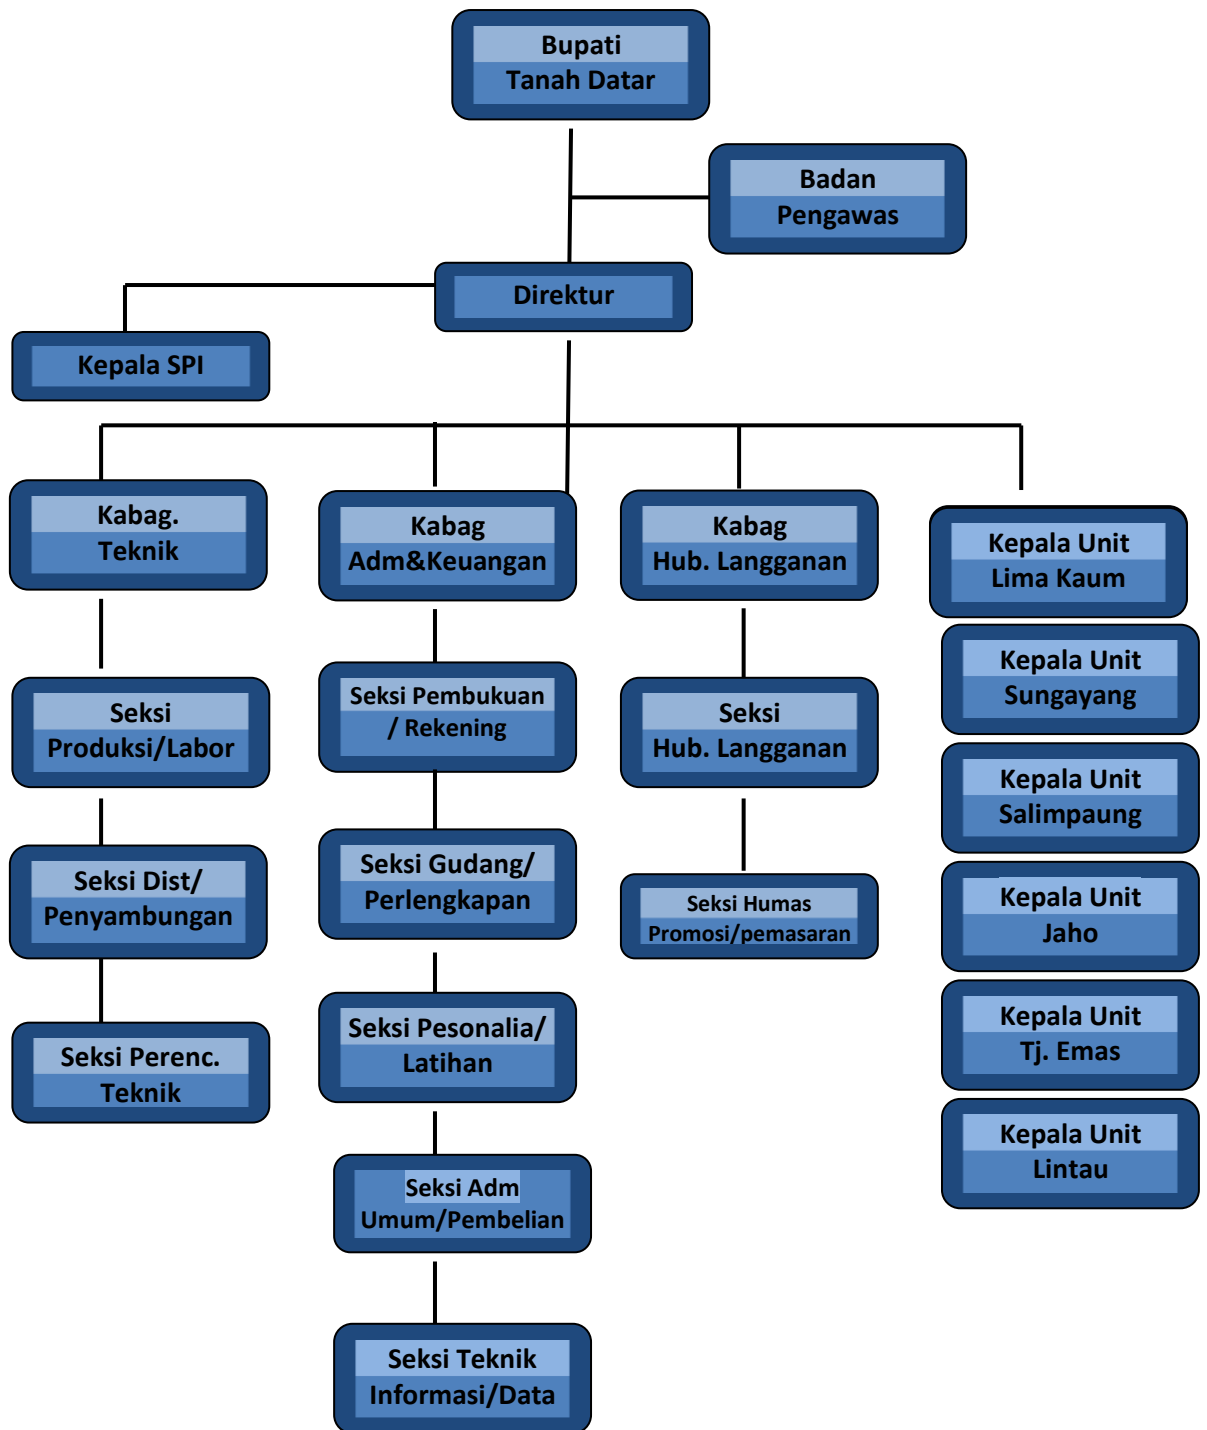 Bupati
Tanah Datar
Badan
Pengawas
Direktur
Kepala SPI
Kabag.
Teknik
Kabag
Adm&Keuangan
Kabag
Hub. Langganan
Kepala Unit
Lima Kaum
Seksi
Produksi/Labor
Seksi Dist/
Penyambungan
Seksi Perenc.
Teknik
Seksi Pembukuan
/ Rekening
Seksi Gudang/
Perlengkapan
Seksi Pesonalia/
Latihan
Seksi Adm
Umum/Pembelian
Seksi Teknik
Informasi/Data
Seksi
Hub. Langganan
Seksi Humas
Promosi/pemasaran
Kepala Unit
Sungayang
Kepala Unit
Salimpaung
Kepala Unit
Jaho
Kepala Unit
Tj. Emas
Kepala Unit
Lintau